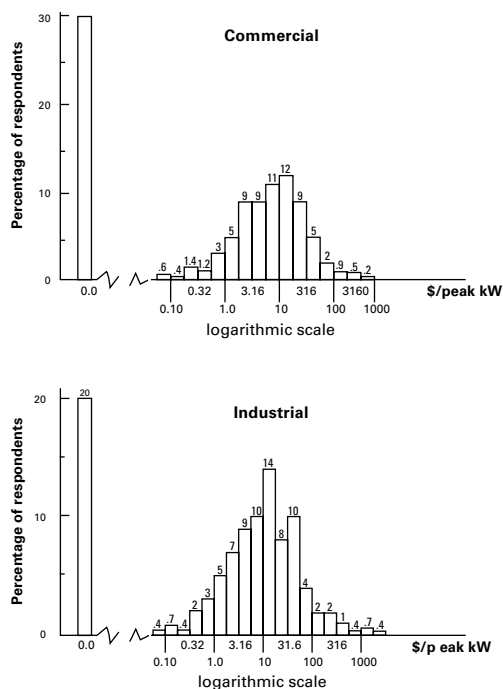 30
Commercial
Percentage of respondents
20
12
11
10
9 9 9
5 5
3
2
.6 .4 1.4 1.2 .9 .5 .2
0
0.0 0.32 3.16 316 3160 $/peak kW
0.10 1.0 10 100 1000
logarithmic scale
20 20
Industrial
Percentage of respondents
14
10 10 10
9
8
7
5
4
3
2 2 2
1
.4 .7 .4 .4 .7 .4
0
0.0 0.32 3.16 31.6 316 $/p eak kW
0.10 1.0 10 100 1000
logarithmic scale